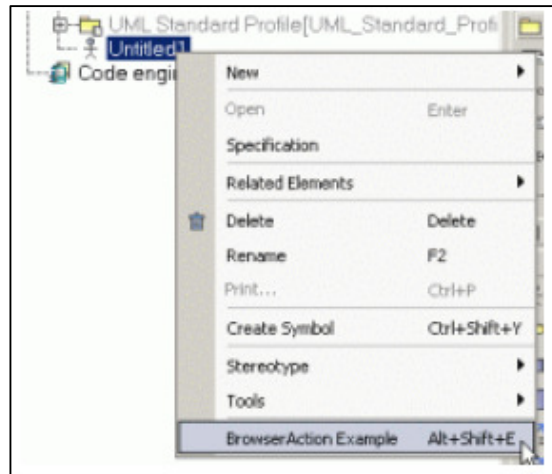 UML Standard Profile[UML_Standard_Profi
Untitled1
Code engi
New
Open Enter
Specification
Related Elements
Delete Delete
Rename F2
Print... Ctrl+P
Create Symbol Ctrl+Shift+Y
Stereotype
Tools
BrowserAction Example Alt+Shift+E